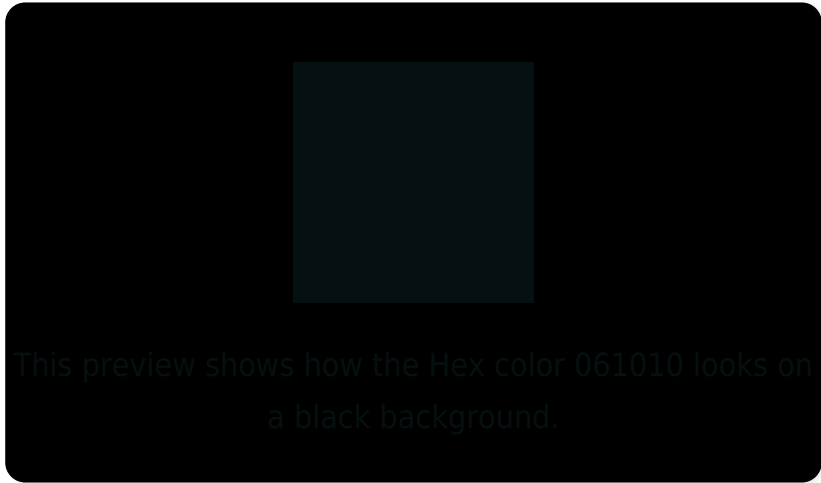 This preview shows how the Hex color 061010 looks on
a black background.